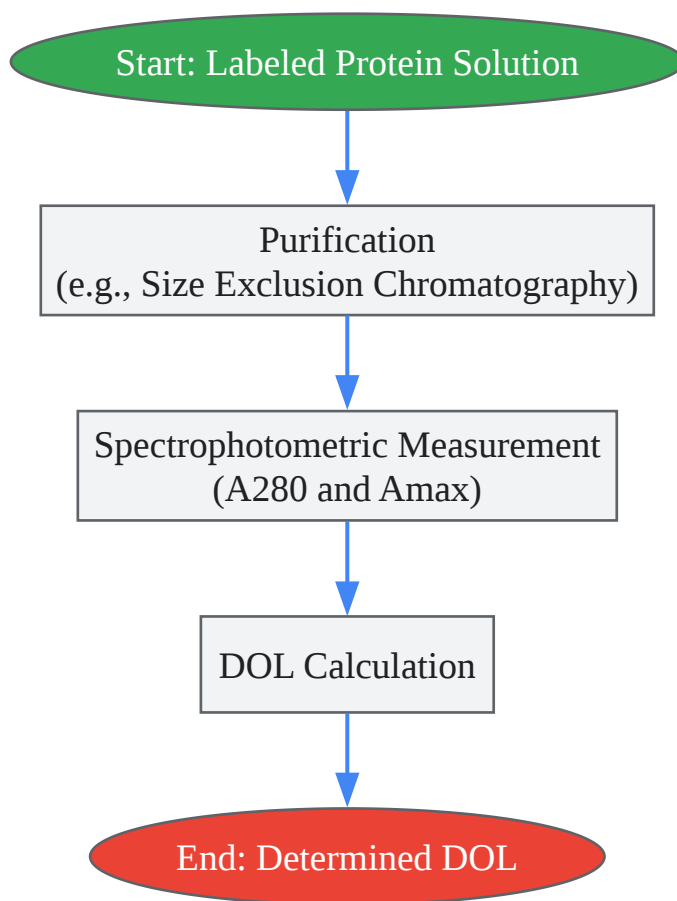 Start: Labeled Protein Solution
Purification
(e.g., Size Exclusion Chromatography)
Spectrophotometric Measurement
(A280 and Amax)
DOL Calculation
End: Determined DOL